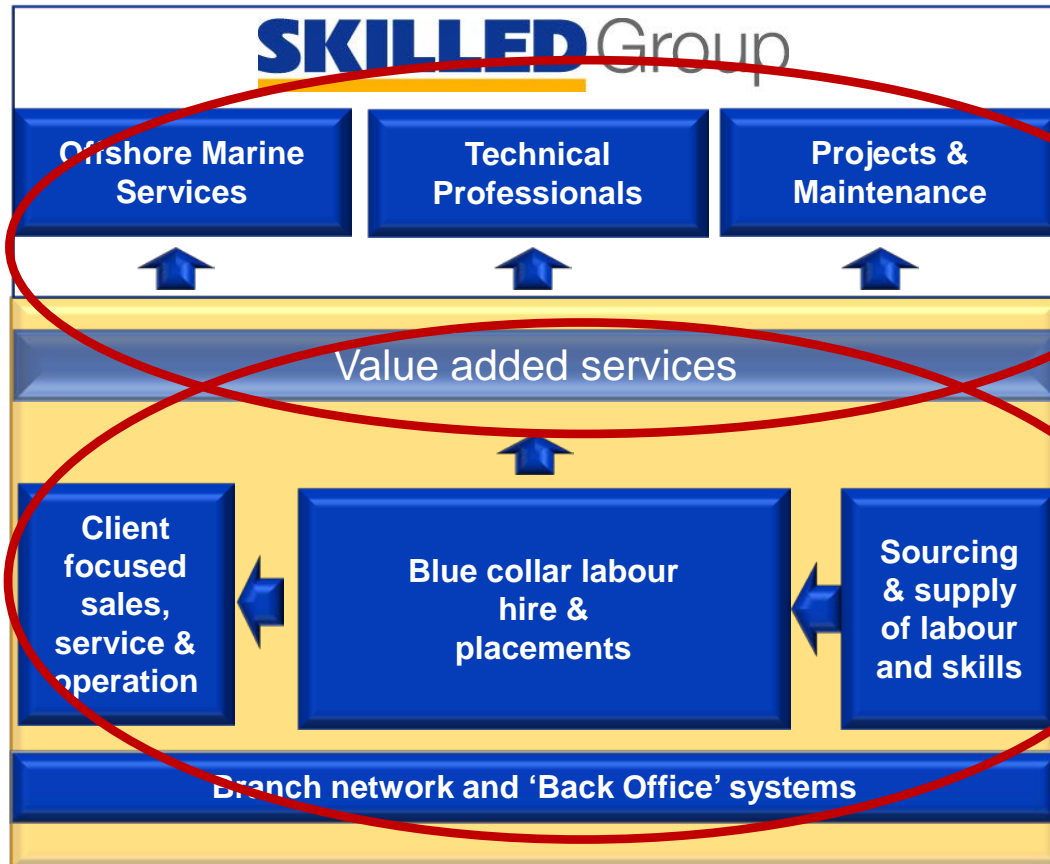 SKILLED Group
Offshore Marine
Services
Technical
Professionals
Projects &
Maintenance
Value added services
Client
focused
sales,
service &
operation
Blue collar labour
hire &
placements
Sourcing
& supply
of labour
and skills
Branch network and ‘Back Office’ systems